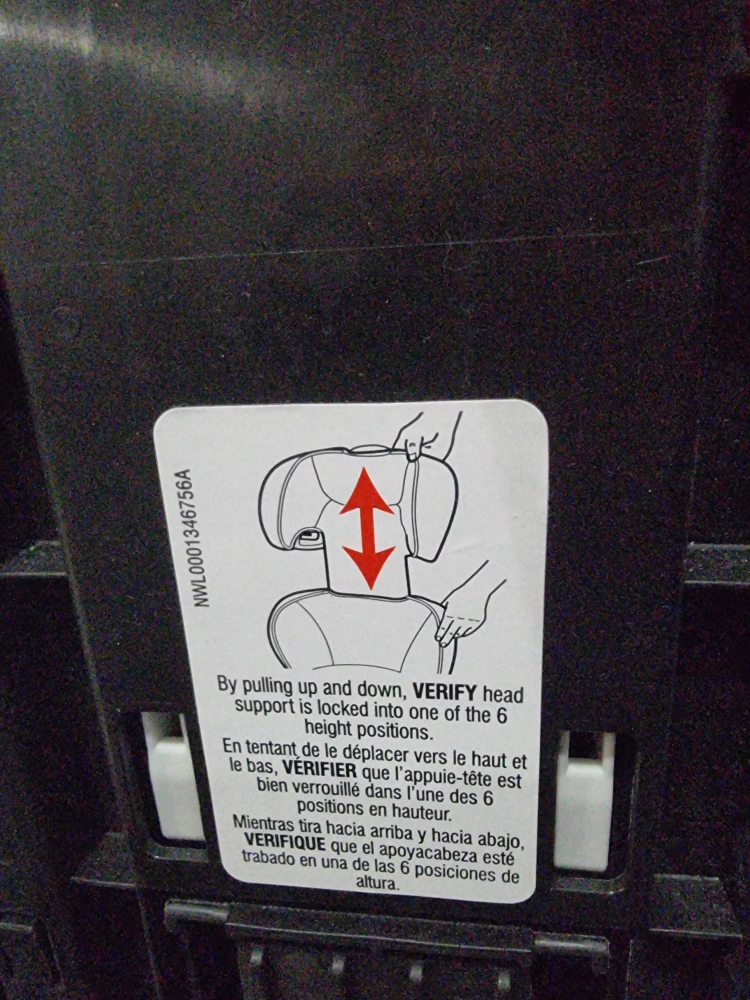 NWL0001346756A
By pulling up and down, VERIFY head
support is locked into one of the 6
height positions.
En tentant de le déplacer vers le haut et
le bas, VÉRIFIER que l'appuie-tête est
bien verrouillé dans l'une des 6
positions en hauteur.
Mientras tira hacia arriba y hacia abajo,
VERIFIQUE que el apoyacabeza esté
trabado en una de las 6 posiciones de
altura.